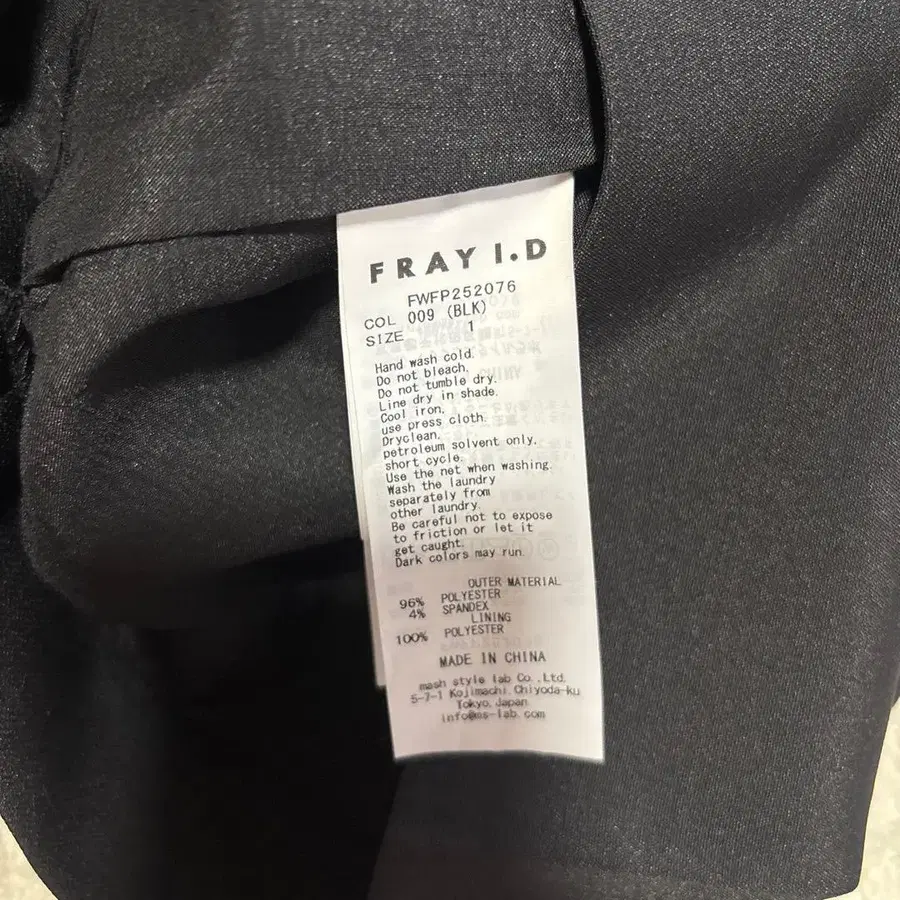 FRAY I.D
FWFP252076
COL 009 (BLK)
SIZE 1
Hand wash cold.
Do not bleach.
Do not tumble dry.
Line dry in shade.
Cool iron,
use press cloth.
Dryclean,
petroleum solvent only,
short cycle.
Use the net when washing.
Wash the laundry
separately from
other laundry.
Be careful not to expose
to friction or let it
get caught.
Dark colors may run.
OUTER MATERIAL
96% POLYESTER
4% SPANDEX
LINING
100% POLYESTER
MADE IN CHINA
mash style lab Co.,Ltd.
5-7-1 Kojimachi Chiyoda-ku
Tokyo,Japan
info@ms-lab.com